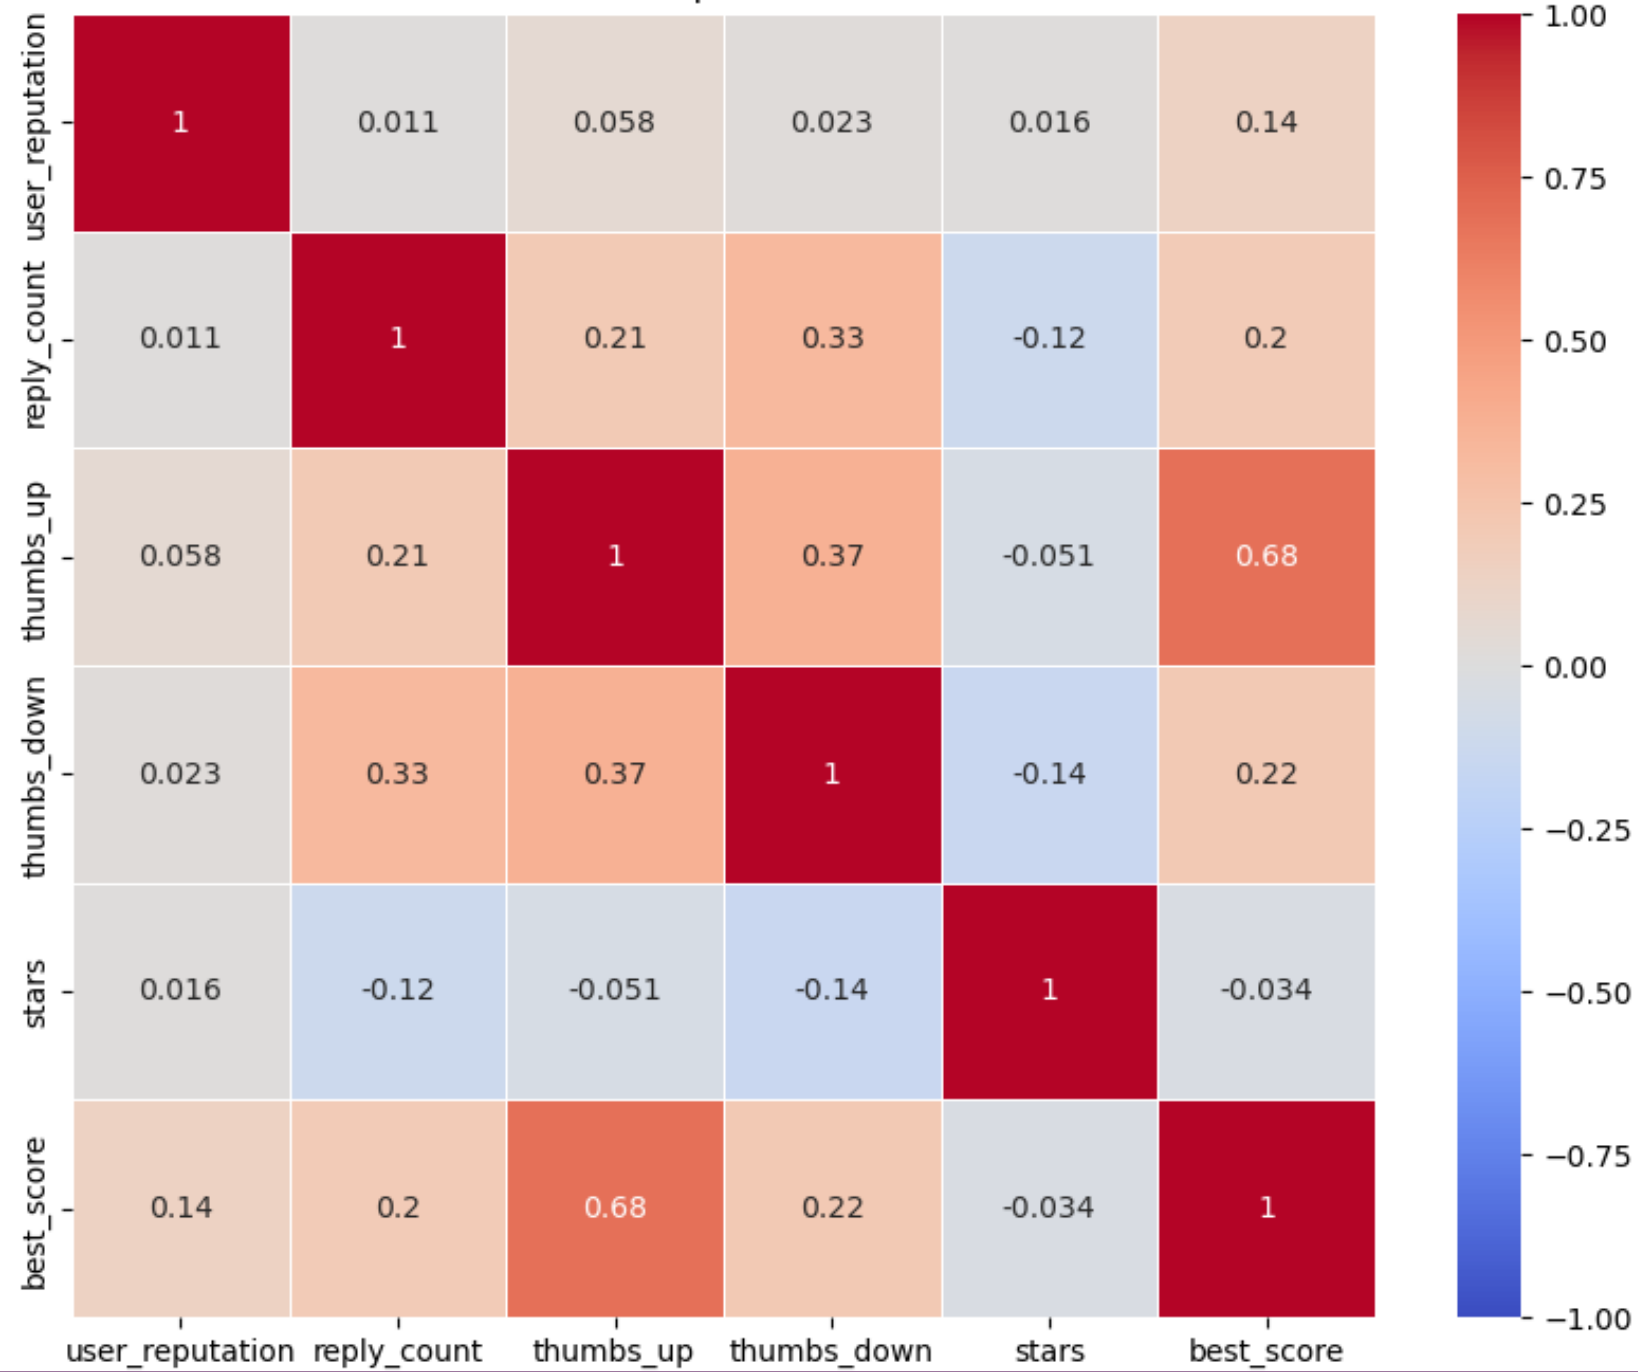 user_reputation 1 0.011 0.058 0.023 0.016 0.14
reply_count 0.011 1 0.21 0.33 -0.12 0.2
thumbs_up 0.058 0.21 1 0.37 -0.051 0.68
thumbs_down 0.023 0.33 0.37 1 -0.14 0.22
stars 0.016 -0.12 -0.051 -0.14 1 -0.034
best_score 0.14 0.2 0.68 0.22 -0.034 1
user_reputation reply_count thumbs_up thumbs_down stars best_score
1.00
0.75
0.50
0.25
0.00
−0.25
−0.50
−0.75
−1.00